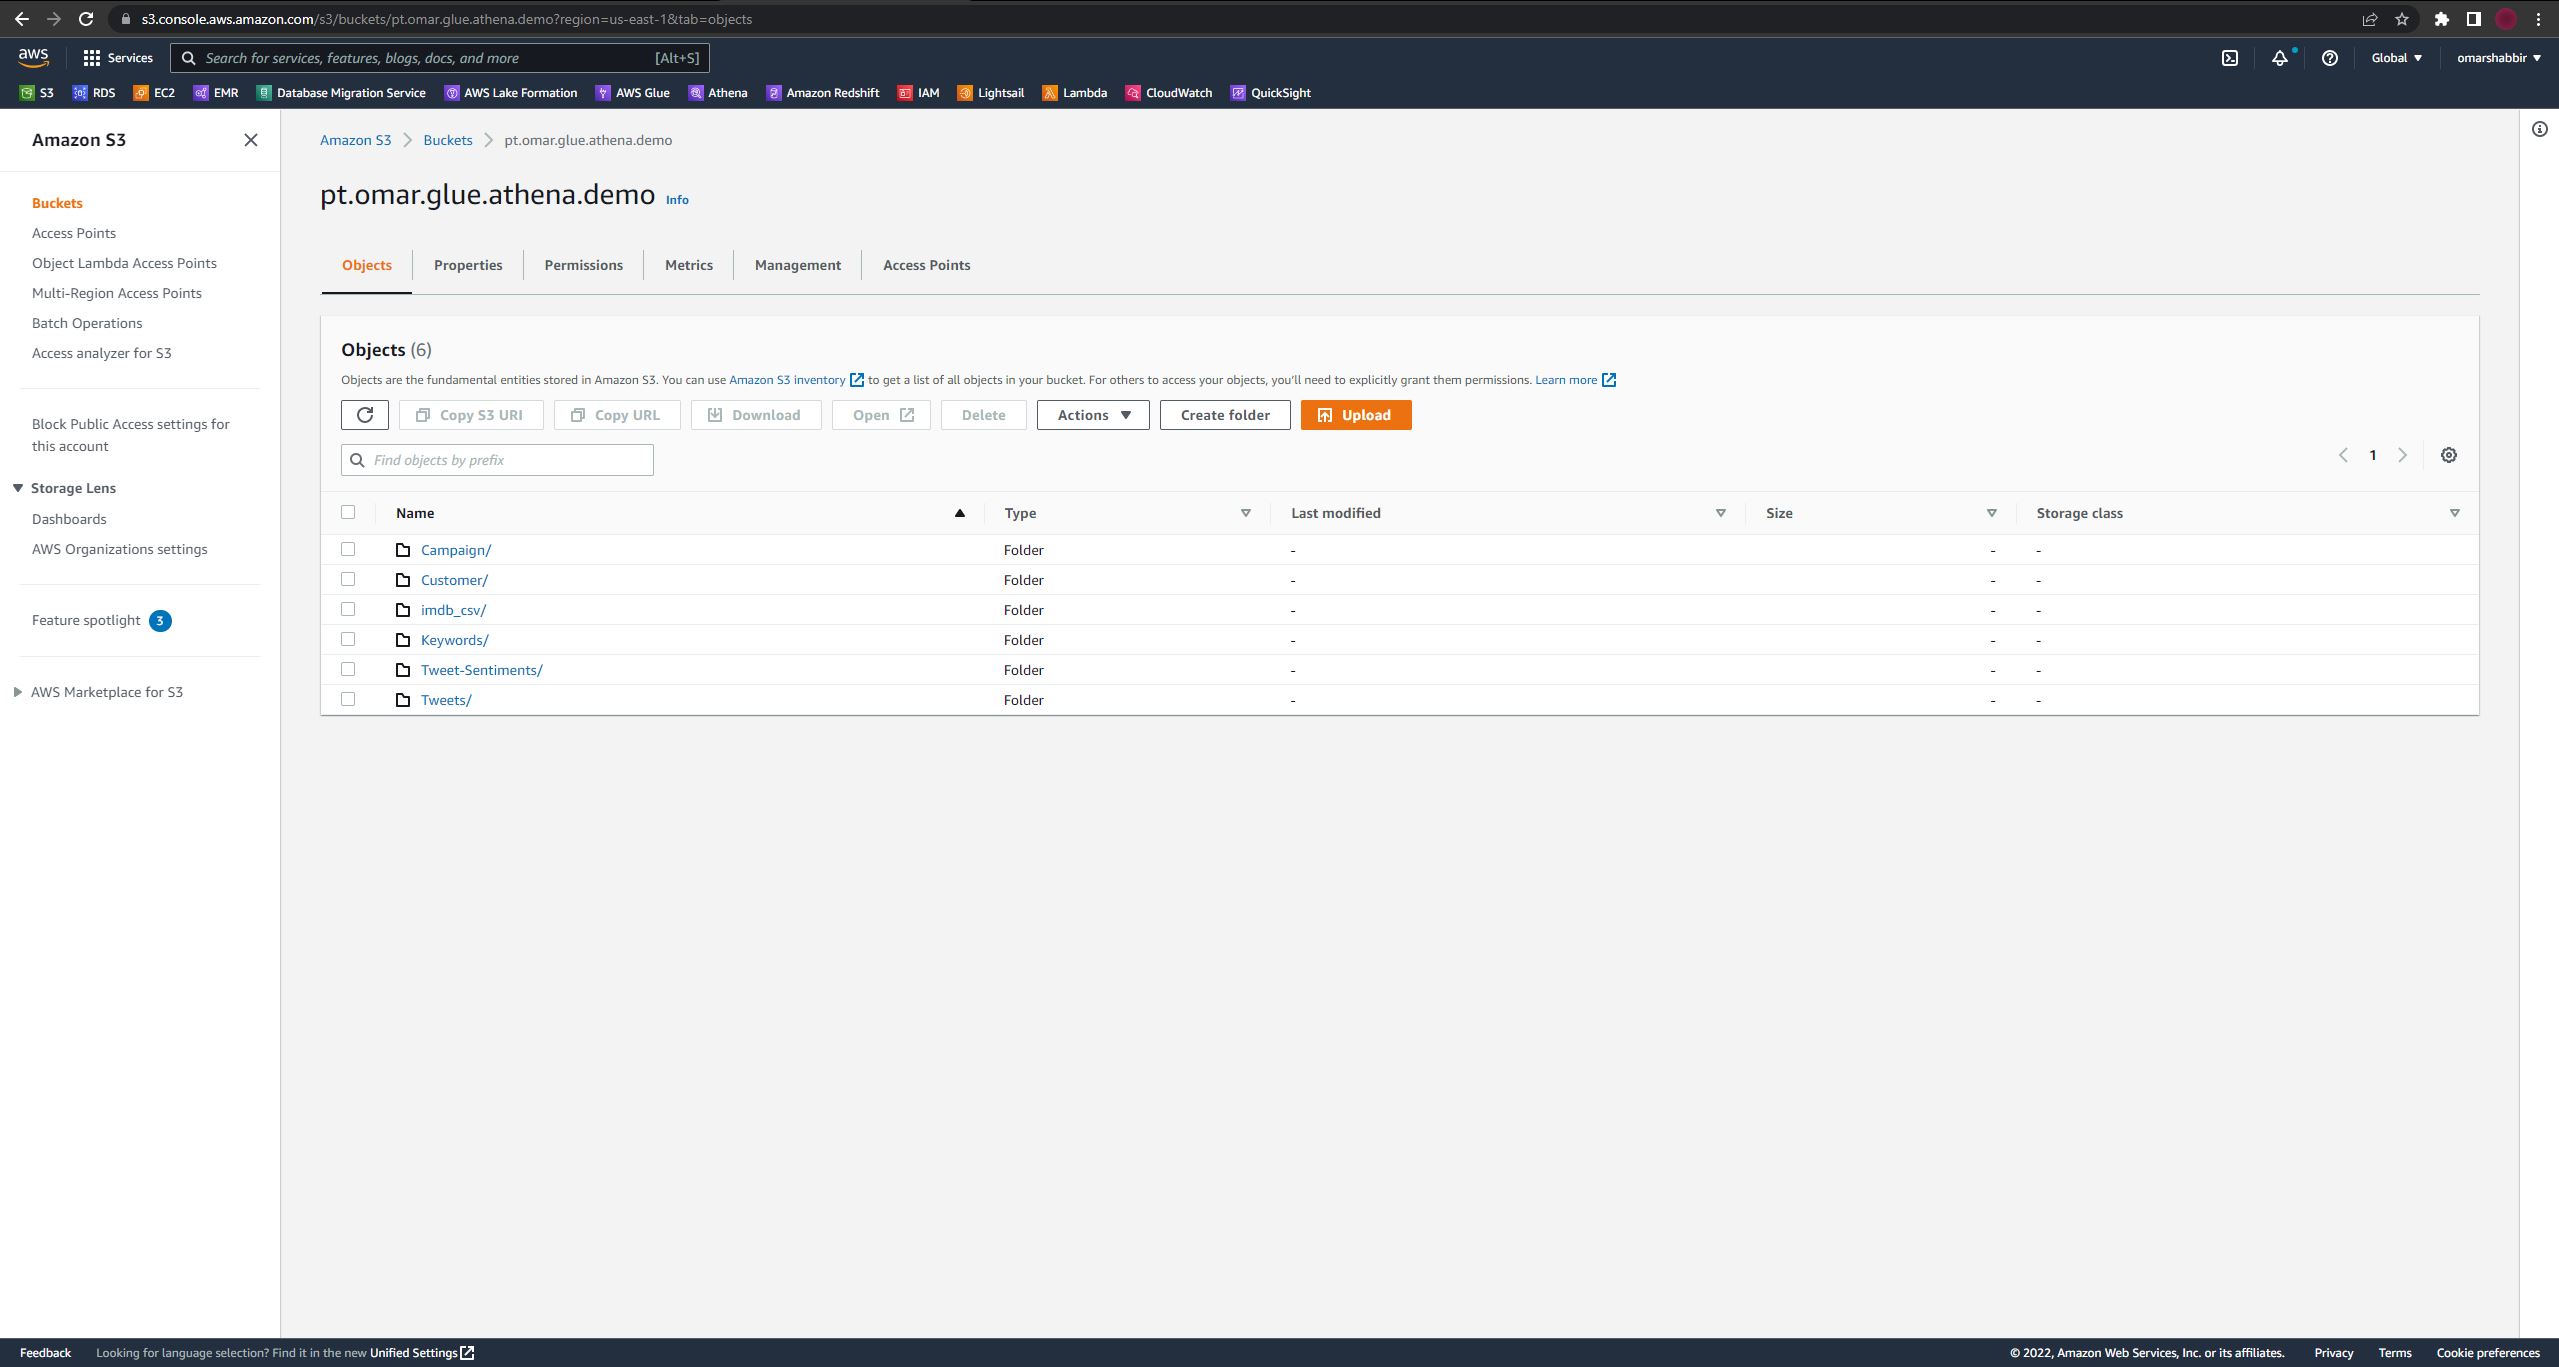 s3.console.aws.amazon.com/s3/buckets/pt.omar.glue.athena.demo?region=us-east-1&tab=objects
aws Services Search for services, features, blogs, docs, and more [Alt+S] Global omarshabbir
S3 RDS EC2 EMR Database Migration Service AWS Lake Formation AWS Glue Athena Amazon Redshift IAM Lightsail Lambda CloudWatch QuickSight
Amazon S3
Buckets
Access Points
Object Lambda Access Points
Multi-Region Access Points
Batch Operations
Access analyzer for S3
Block Public Access settings for
this account
Storage Lens
Dashboards
AWS Organizations settings
Feature spotlight 3
AWS Marketplace for S3
Amazon S3 Buckets pt.omar.glue.athena.demo
pt.omar.glue.athena.demo Info
Objects Properties Permissions Metrics Management Access Points
Objects (6)
Objects are the fundamental entities stored in Amazon S3. You can use Amazon S3 inventory to get a list of all objects in your bucket. For others to access your objects, you'll need to explicitly grant them permissions. Learn more
Copy S3 URI Copy URL Download Open Delete Actions Create folder Upload
Find objects by prefix 1
Name Type Last modified Size Storage class
Campaign/ Folder - - -
Customer/ Folder - - -
imdb_csv/ Folder - - -
Keywords/ Folder - - -
Tweet-Sentiments/ Folder - - -
Tweets/ Folder - - -
Feedback Looking for language selection? Find it in the new Unified Settings © 2022, Amazon Web Services, Inc. or its affiliates. Privacy Terms Cookie preferences